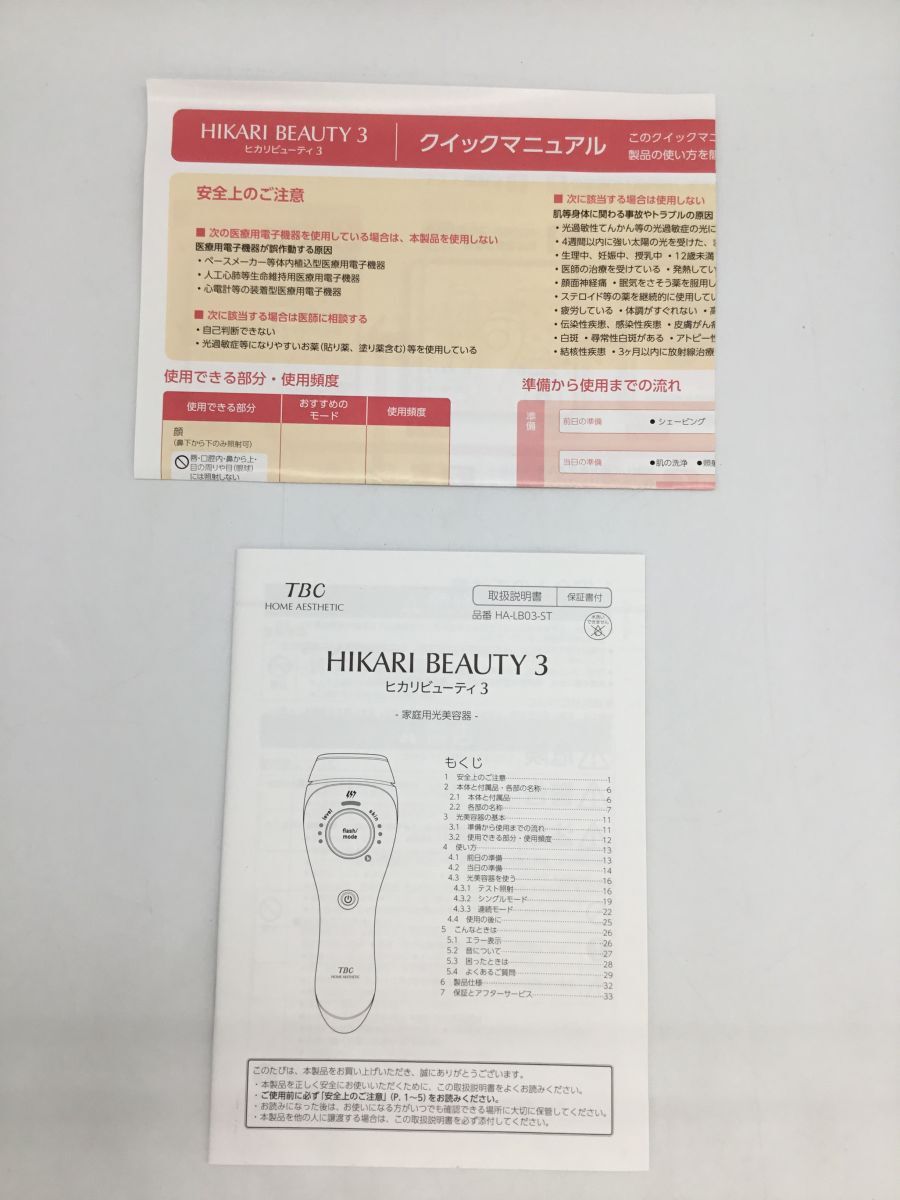 HIKARI BEAUTY 3
ヒカリビューティ 3
クイックマニュアル
このクイックマニ
製品の使い方を簡
安全上のご注意
■ 次の医療用電子機器を使用している場合は、本製品を使用しない
医療用電子機器が誤作動する原因
・ペースメーカー等体内植込型医療用電子機器
・人工心肺等生命維持用医療用電子機器
・心電計等の装着型医療用電子機器
■ 次に該当する場合は医師に相談する
・自己判断できない
・光過敏症等になりやすいお薬(貼り薬、塗り薬含む)等を使用している
■ 次に該当する場合は使用しない
肌等身体に関わる事故やトラブルの原因
・光過敏性てんかん等の光過敏症の光に
・4週間以内に強い太陽の光を受けた、
・生理中、妊娠中、授乳中 ・12歳未満
・医師の治療を受けている ・発熱してい
・顔面神経痛 ・眠気をさそう薬を服用し
・ステロイド等の薬を継続的に使用してい
・疲労している ・体調がすぐれない ・高
・伝染性疾患、感染性疾患 ・皮膚がん
・白斑 ・尋常性白斑がある ・アトピー性
・結核性疾患 ・3ヶ月以内に放射線治療
使用できる部分・使用頻度
使用できる部分
おすすめの
モード
使用頻度
顔
(鼻下から下のみ照射可)
唇・口腔内・鼻から上・
目の周りや目(眼球)
には照射しない
準備から使用までの流れ
準備
前日の準備
● シェービング
当日の準備
●肌の洗浄 ●照射
TBC
HOME AESTHETIC
取扱説明書
保証書付
品番 HA-LB03-ST
水洗い
できません
HIKARI BEAUTY 3
ヒカリビューティ 3
- 家庭用光美容器 -
level
skin
flash/
mode
TBC
HOME AESTHETIC
もくじ
1 安全上のご注意 1
2 本体と付属品・各部の名称 6
2.1 本体と付属品 6
2.2 各部の名称 7
3 光美容器の基本 11
3.1 準備から使用までの流れ 11
3.2 使用できる部分・使用頻度 12
4 使い方 13
4.1 前日の準備 13
4.2 当日の準備 14
4.3 光美容器を使う 16
4.3.1 テスト照射 16
4.3.2 シングルモード 19
4.3.3 連続モード 22
4.4 使用の後に 25
5 こんなときは 26
5.1 エラー表示 26
5.2 音について 27
5.3 困ったときは 28
5.4 よくあるご質問 29
6 製品仕様 32
7 保証とアフターサービス 33
このたびは、本製品をお買い上げいただき、誠にありがとうございます。
・本製品を正しく安全にお使いいただくために、この取扱説明書をよくお読みください。
・ご使用前に必ず「安全上のご注意」(P. 1〜5)をお読みください。
・お読みになった後は、お使いになる方がいつでも確認できる場所に大切に保管してください。
・本製品を他の人に譲渡する場合は、この取扱説明書を必ず添付してください。